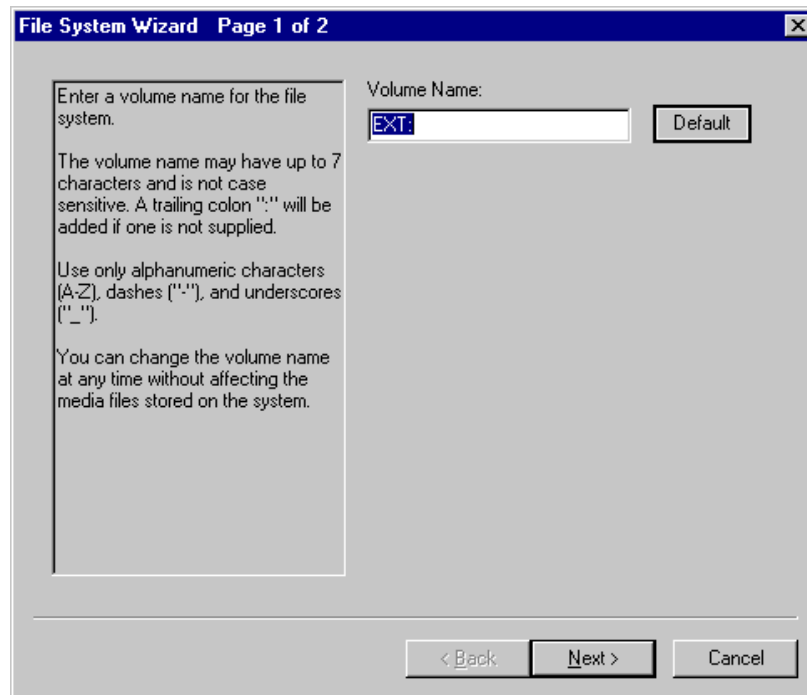 File System Wizard   Page 1 of 2
Enter a volume name for the file
system.
The volume name may have up to 7
characters and is not case
sensitive. A trailing colon ":" will be
added if one is not supplied.
Use only alphanumeric characters
(A-Z), dashes ("-"), and underscores
("_").
You can change the volume name
at any time without affecting the
media files stored on the system.
Volume Name:
EXT:
Default
< Back
Next >
Cancel